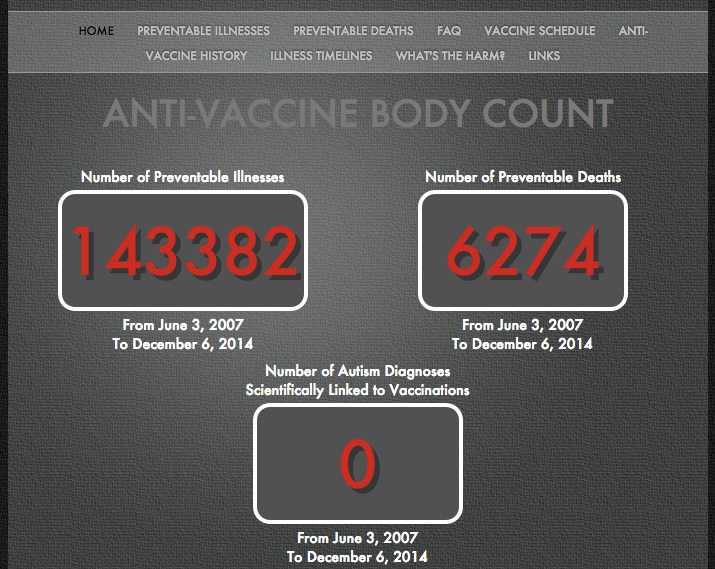 HOME PREVENTABLE ILLNESSES PREVENTABLE DEATHS FAQ VACCINE SCHEDULE ANTI-
VACCINE HISTORY ILLNESS TIMELINES WHAT'S THE HARM? LINKS
ANTI-VACCINE BODY COUNT
Number of Preventable Illnesses
143382
From June 3, 2007
To December 6, 2014
Number of Preventable Deaths
6274
From June 3, 2007
To December 6, 2014
Number of Autism Diagnoses
Scientifically Linked to Vaccinations
0
From June 3, 2007
To December 6, 2014